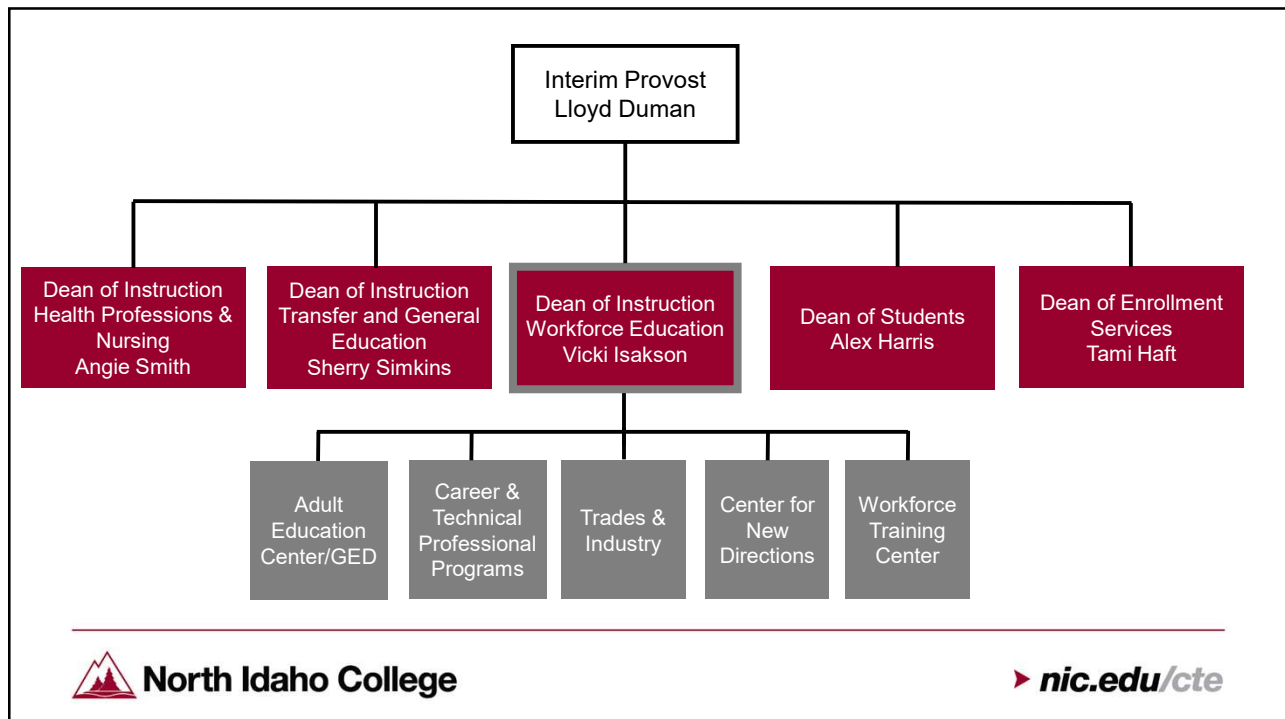 Interim Provost
Lloyd Duman
Dean of Instruction
Health Professions &
Nursing
Angie Smith
Dean of Instruction
Transfer and General
Education
Sherry Simkins
Dean of Instruction
Workforce Education
Vicki Isakson
Dean of Students
Alex Harris
Dean of Enrollment
Services
Tami Haft
Adult
Education
Center/GED
Career &
Technical
Professional
Programs
Trades &
Industry
Center for
New
Directions
Workforce
Training
Center
North Idaho College
nic.edu/cte